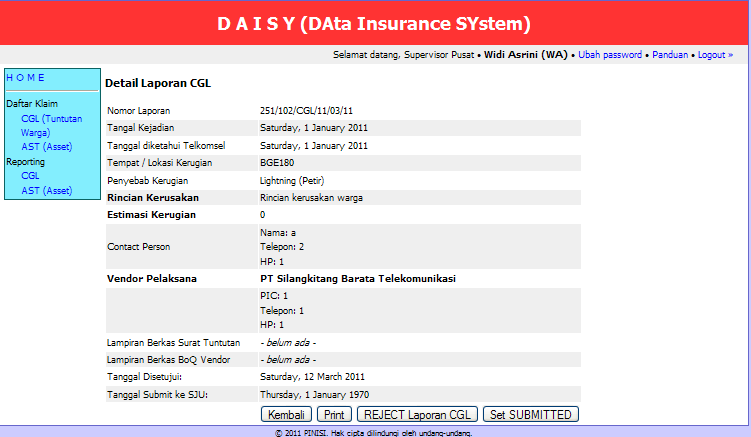 D A I S Y (DAta Insurance SYstem)
Selamat datang, Supervisor Pusat • Widi Asrini (WA) • Ubah password • Panduan • Logout »
H O M E
Daftar Klaim
CGL (Tuntutan
Warga)
AST (Asset)
Reporting
CGL
AST (Asset)
Detail Laporan CGL
Nomor Laporan 251/102/CGL/11/03/11
Tangal Kejadian Saturday, 1 January 2011
Tanggal diketahui Telkomsel Saturday, 1 January 2011
Tempat / Lokasi Kerugian BGE180
Penyebab Kerugian Lightning (Petir)
Rincian Kerusakan Rincian kerusakan warga
Estimasi Kerugian 0
Contact Person
Nama: a
Telepon: 2
HP: 1
Vendor Pelaksana PT Silangkitang Barata Telekomunikasi
PIC: 1
Telepon: 1
HP: 1
Lampiran Berkas Surat Tuntutan - belum ada -
Lampiran Berkas BoQ Vendor - belum ada -
Tanggal Disetujui: Saturday, 12 March 2011
Tanggal Submit ke SJU: Thursday, 1 January 1970
Kembali Print REJECT Laporan CGL Set SUBMITTED
© 2011 PINISI. Hak cipta dilindungi oleh undang-undang.